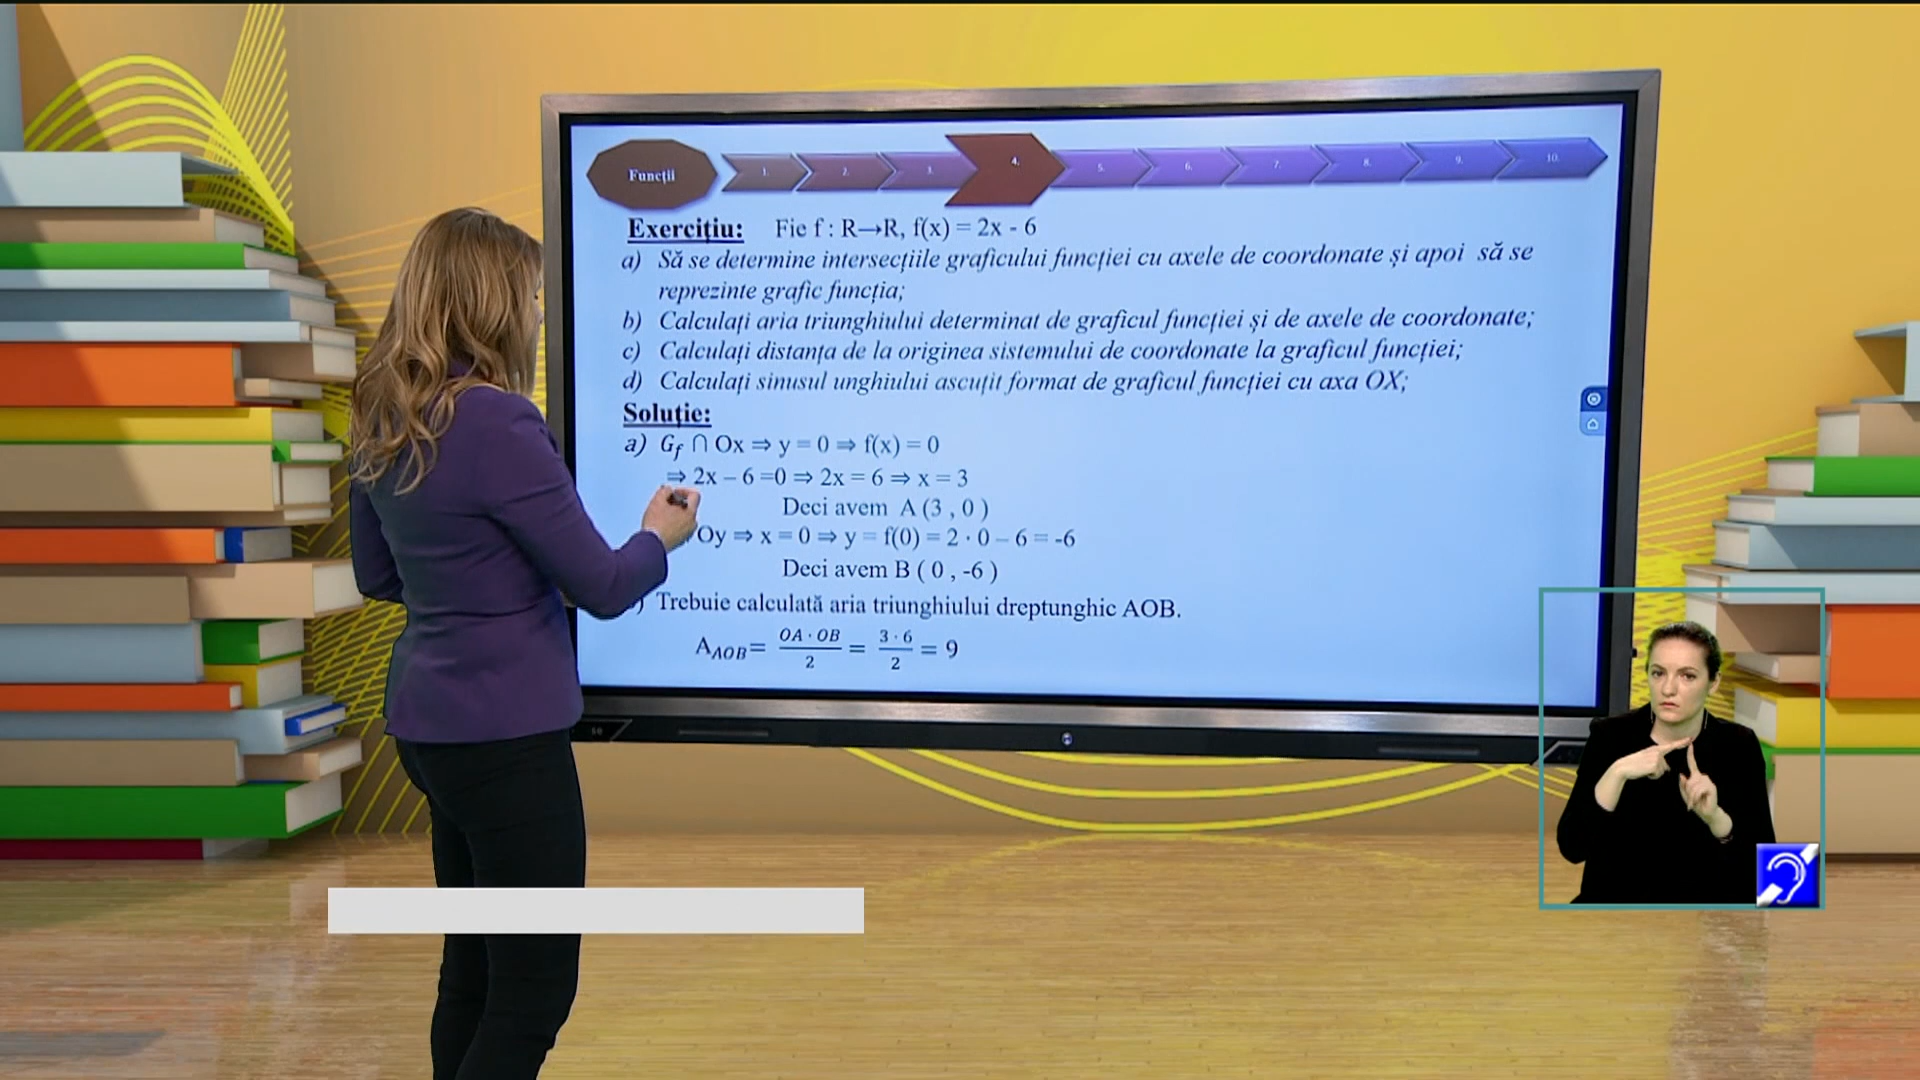 Funcții
1.
2.
3.
4.
5.
6.
7.
8.
9.
10.
Exercițiu: Fie f : R→R, f(x) = 2x - 6
a) Să se determine intersecțiile graficului funcției cu axele de coordonate și apoi să se
reprezinte grafic funcția;
b) Calculați aria triunghiului determinat de graficul funcției și de axele de coordonate;
c) Calculați distanța de la originea sistemului de coordonate la graficul funcției;
d) Calculați sinusul unghiului ascuțit format de graficul funcției cu axa OX;
Soluție:
a) G_f ∩ Ox ⇒ y = 0 ⇒ f(x) = 0
⇒ 2x – 6 =0 ⇒ 2x = 6 ⇒ x = 3
Deci avem A (3 , 0 )
Oy ⇒ x = 0 ⇒ y = f(0) = 2 · 0 – 6 = -6
Deci avem B ( 0 , -6 )
) Trebuie calculată aria triunghiului dreptunghic AOB.
A_AOB = OA · OB / 2 = 3 · 6 / 2 = 9